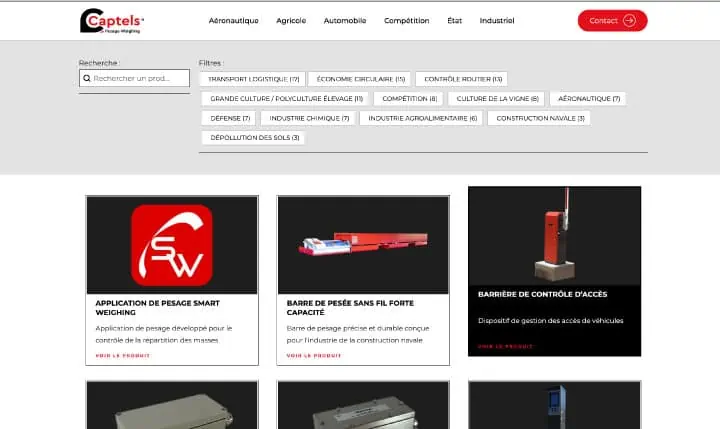 Captels
Pesage-Weighing
Aéronautique
Agricole
Automobile
Compétition
État
Industriel
Contact
Recherche :
Rechercher un prod...
Filtres :
TRANSPORT LOGISTIQUE (17)
ÉCONOMIE CIRCULAIRE (15)
CONTRÔLE ROUTIER (13)
GRANDE CULTURE / POLYCULTURE ÉLEVAGE (11)
COMPÉTITION (8)
CULTURE DE LA VIGNE (8)
AÉRONAUTIQUE (7)
DÉFENSE (7)
INDUSTRIE CHIMIQUE (7)
INDUSTRIE AGROALIMENTAIRE (6)
CONSTRUCTION NAVALE (3)
DÉPOLLUTION DES SOLS (3)
SW
APPLICATION DE PESAGE SMART
WEIGHING
Application de pesage développé pour le
contrôle de la répartition des masses
VOIR LE PRODUIT
BARRE DE PESÉE SANS FIL FORTE
CAPACITÉ
Barre de pesage précise et durable conçue
pour l'industrie de la construction navale
VOIR LE PRODUIT
BARRIÈRE DE CONTRÔLE D'ACCÈS
Dispositif de gestion des accès de véhicules
VOIR LE PRODUIT